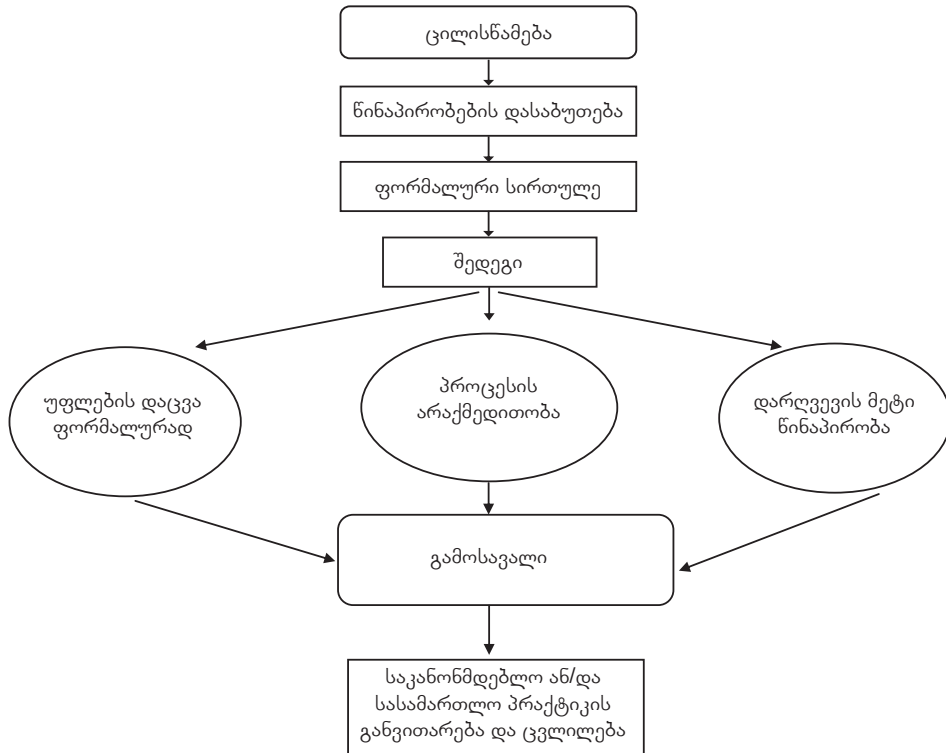 ცილისწამება
წინაპირობების დასაბუთება
ფორმალური სირთულე
შედეგი
უფლების დაცვა
ფორმალურად
პროცესის
არაქმედითობა
დარღვევის მეტი
წინაპირობა
გამოსავალი
საკანონმდებლო ან/და
სასამართლო პრაქტიკის
განვითარება და ცვლილება